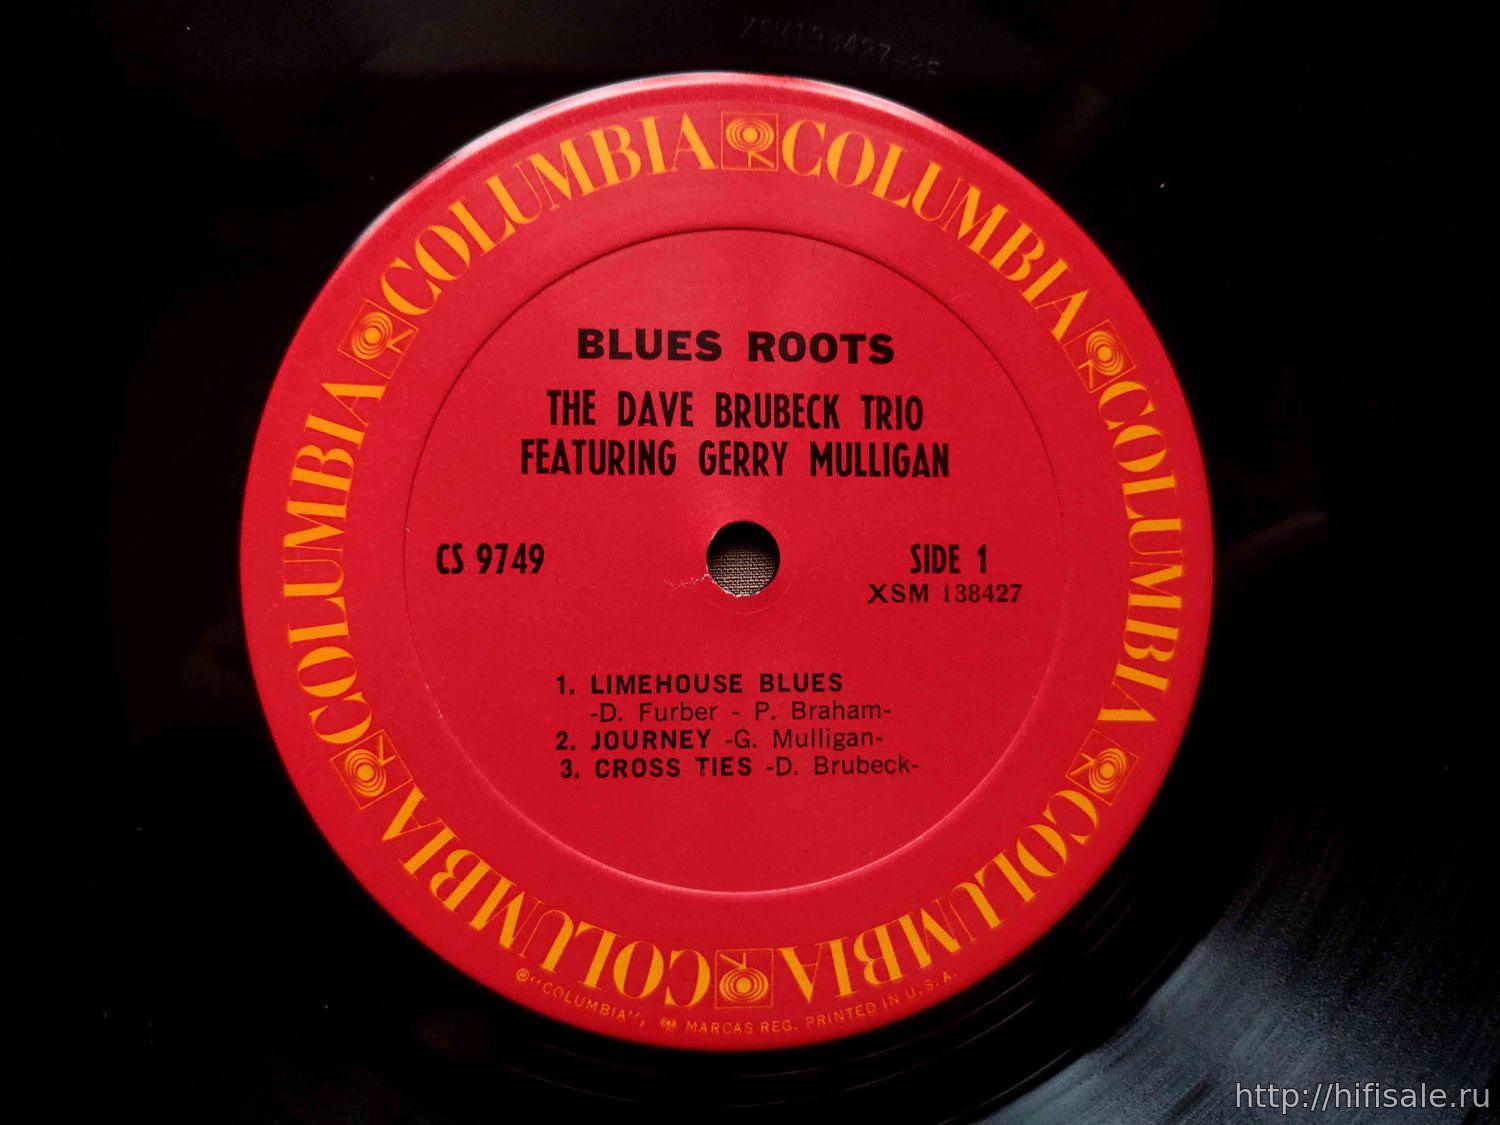 XSM138427-
COLUMBIA COLUMBIA COLUMBIA COLUMBIA COLUMBIA COLUMBIA
BLUES ROOTS
THE DAVE BRUBECK TRIO
FEATURING GERRY MULLIGAN
CS 9749
SIDE 1
XSM 138427
1. LIMEHOUSE BLUES
-D. Furber - P. Braham-
2. JOURNEY -G. Mulligan-
3. CROSS TIES -D. Brubeck-
®"COLUMBIA", MARCAS REG. PRINTED IN U.S.A.
http://hifisale.ru